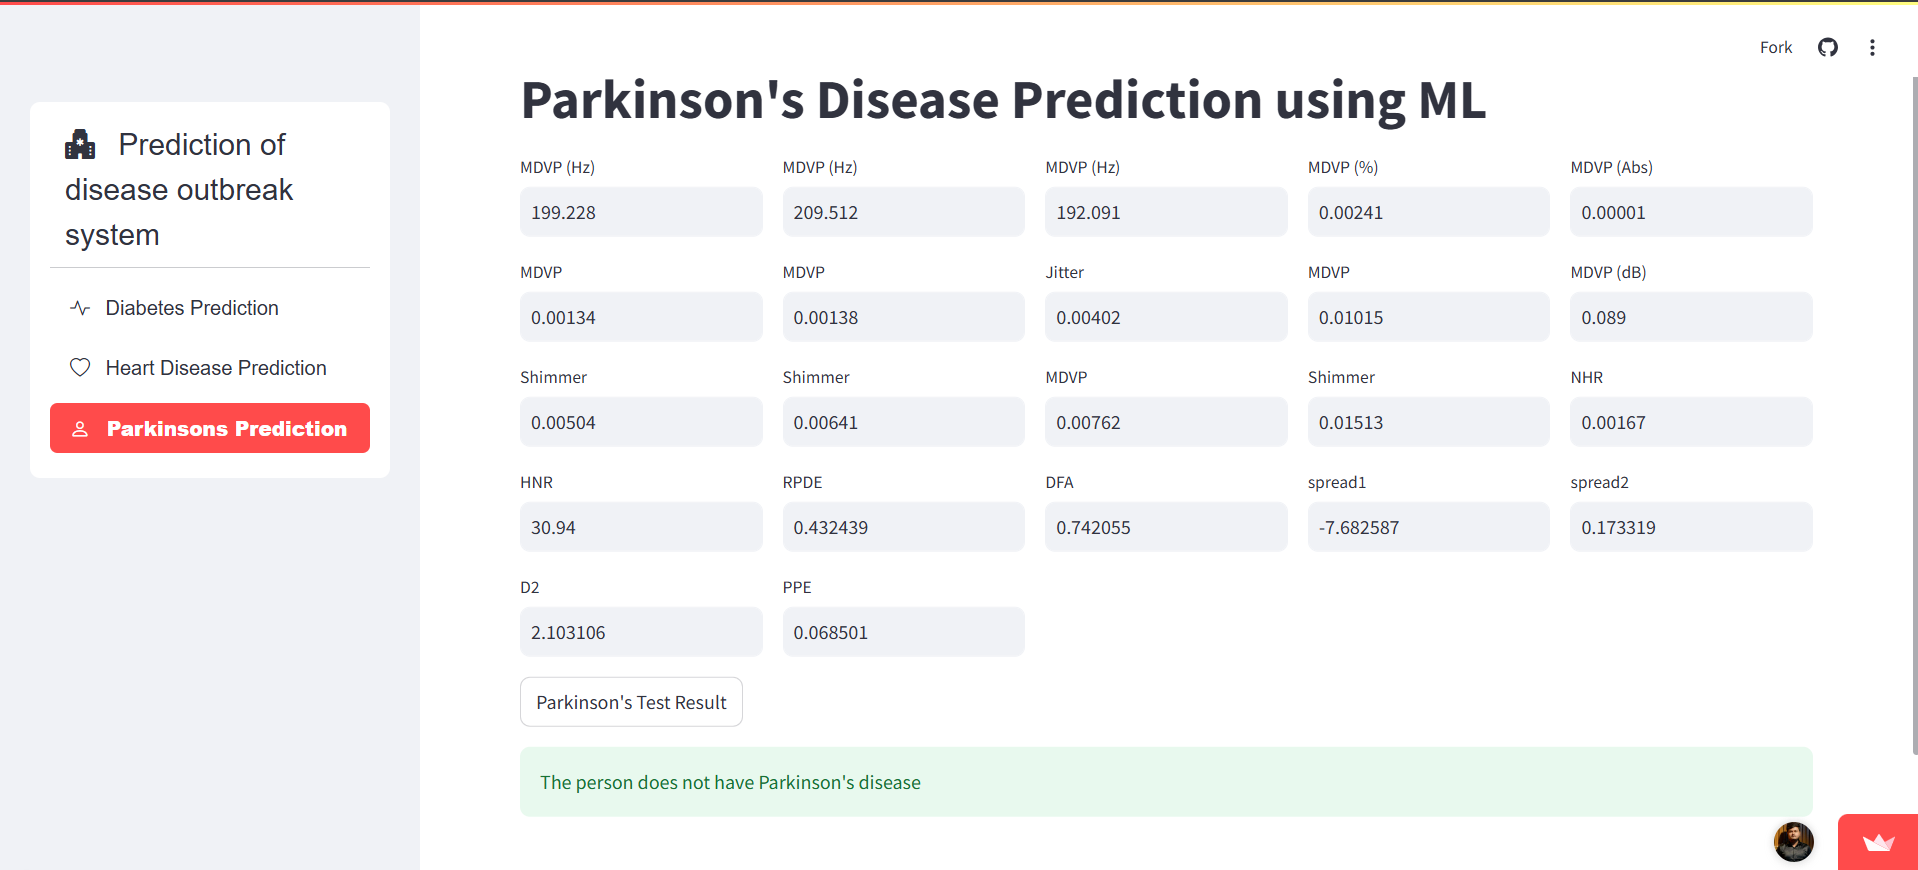 Fork
Prediction of
disease outbreak
system
Diabetes Prediction
Heart Disease Prediction
Parkinsons Prediction
Parkinson's Disease Prediction using ML
MDVP (Hz) MDVP (Hz) MDVP (Hz) MDVP (%) MDVP (Abs)
199.228 209.512 192.091 0.00241 0.00001
MDVP MDVP Jitter MDVP MDVP (dB)
0.00134 0.00138 0.00402 0.01015 0.089
Shimmer Shimmer MDVP Shimmer NHR
0.00504 0.00641 0.00762 0.01513 0.00167
HNR RPDE DFA spread1 spread2
30.94 0.432439 0.742055 -7.682587 0.173319
D2 PPE
2.103106 0.068501
Parkinson's Test Result
The person does not have Parkinson's disease